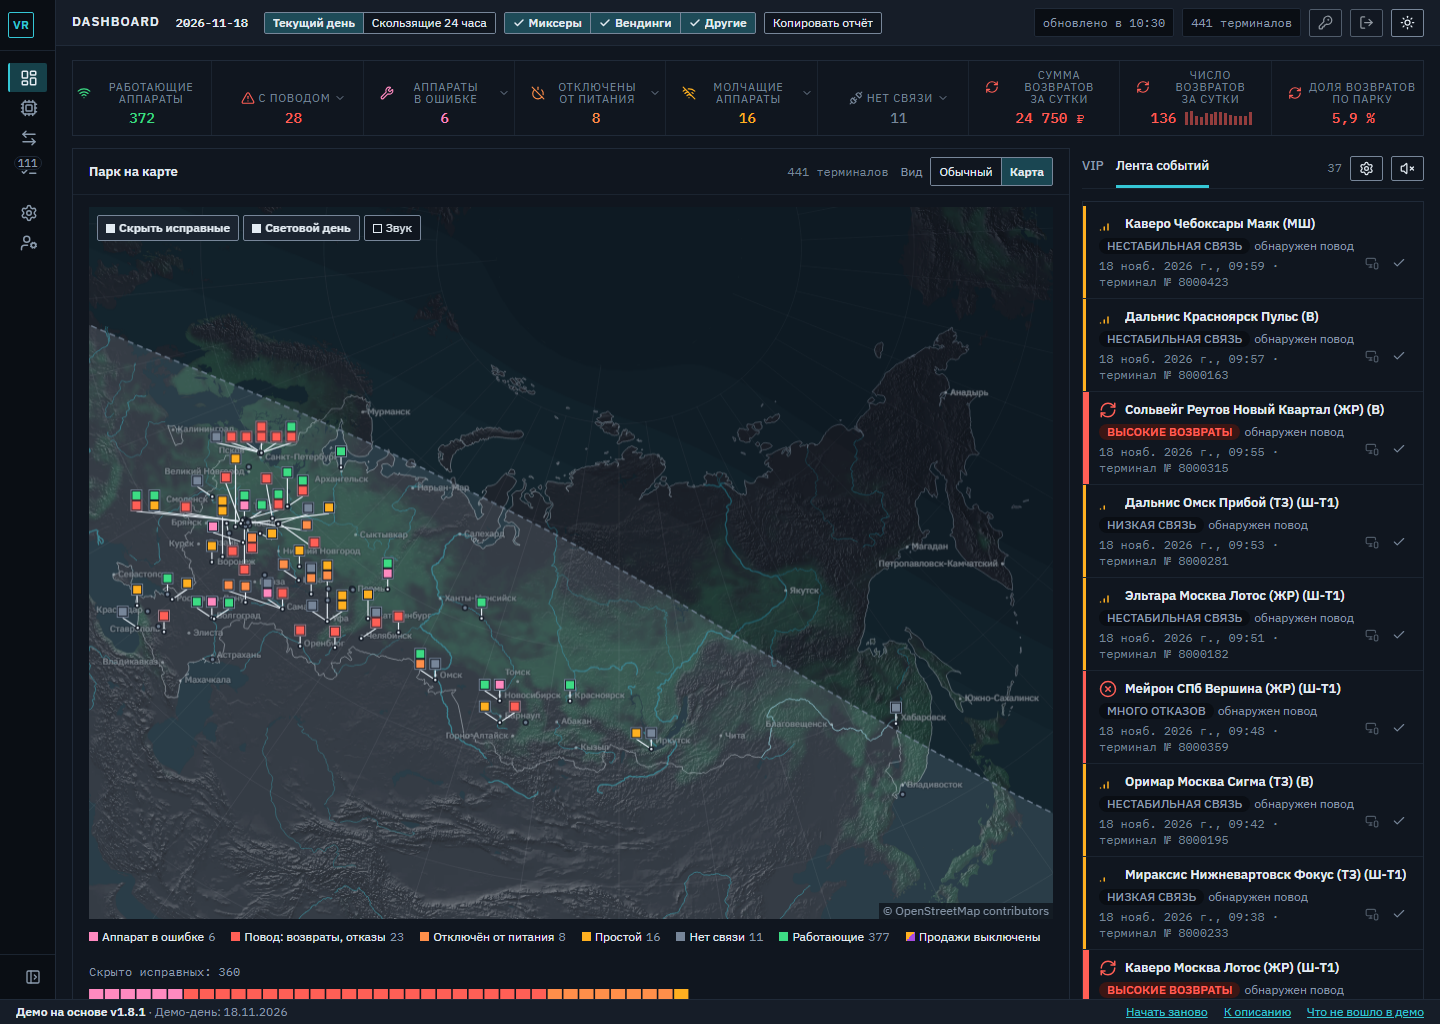 VR
DASHBOARD
2026-11-18
Текущий день
Скользящие 24 часа
Миксеры
Вендинги
Другие
Копировать отчёт
обновлено в 10:30
441 терминалов
111
РАБОТАЮЩИЕ АППАРАТЫ
372
С ПОВОДОМ
28
АППАРАТЫ В ОШИБКЕ
6
ОТКЛЮЧЕНЫ ОТ ПИТАНИЯ
8
МОЛЧАЩИЕ АППАРАТЫ
16
НЕТ СВЯЗИ
11
СУММА ВОЗВРАТОВ ЗА СУТКИ
24 750 ₽
ЧИСЛО ВОЗВРАТОВ ЗА СУТКИ
136
ДОЛЯ ВОЗВРАТОВ ПО ПАРКУ
5,9 %
Парк на карте
441 терминалов
Вид
Обычный
Карта
Скрыть исправные
Световой день
Звук
Анадырь
Мурманск
Калининград
Санкт-Петербург
Архангельск
Нарьян-Мар
Сыктывкар
Салехард
Смоленск
Брянск
Магадан
Петропавловск-Камчатский
Якутск
Ханты-Мансийск
Элиста
Астрахань
Махачкала
Владикавказ
Оренбург
Челябинск
Омск
Томск
Новосибирск
Красноярск
Абакан
Кызыл
Иркутск
Чита
Благовещенск
Хабаровск
Южно-Сахалинск
Владивосток
© OpenStreetMap contributors
Аппарат в ошибке 6
Повод: возвраты, отказы 23
Отключён от питания 8
Простой 16
Нет связи 11
Работающие 377
Продажи выключены
Скрыто исправных: 360
VIP
Лента событий
37
Каверо Чебоксары Маяк (МШ)
НЕСТАБИЛЬНАЯ СВЯЗЬ обнаружен повод
18 нояб. 2026 г., 09:59 ·
терминал № 8000423
Дальнис Красноярск Пульс (В)
НЕСТАБИЛЬНАЯ СВЯЗЬ обнаружен повод
18 нояб. 2026 г., 09:57 ·
терминал № 8000163
Сольвейг Реутов Новый Квартал (ЖР) (В)
ВЫСОКИЕ ВОЗВРАТЫ обнаружен повод
18 нояб. 2026 г., 09:55 ·
терминал № 8000315
Дальнис Омск Прибой (ТЗ) (Ш-Т1)
НИЗКАЯ СВЯЗЬ обнаружен повод
18 нояб. 2026 г., 09:53 ·
терминал № 8000281
Эльтара Москва Лотос (ЖР) (Ш-Т1)
НЕСТАБИЛЬНАЯ СВЯЗЬ обнаружен повод
18 нояб. 2026 г., 09:51 ·
терминал № 8000182
Мейрон СПб Вершина (ЖР) (Ш-Т1)
МНОГО ОТКАЗОВ обнаружен повод
18 нояб. 2026 г., 09:48 ·
терминал № 8000359
Оримар Москва Сигма (ТЗ) (В)
НЕСТАБИЛЬНАЯ СВЯЗЬ обнаружен повод
18 нояб. 2026 г., 09:42 ·
терминал № 8000195
Мираксис Нижневартовск Фокус (ТЗ) (Ш-Т1)
НИЗКАЯ СВЯЗЬ обнаружен повод
18 нояб. 2026 г., 09:38 ·
терминал № 8000233
Каверо Москва Лотос (ЖР) (Ш-Т1)
ВЫСОКИЕ ВОЗВРАТЫ обнаружен повод
Демо на основе v1.8.1 · Демо-день: 18.11.2026
Начать заново
К описанию
Что не вошло в демо